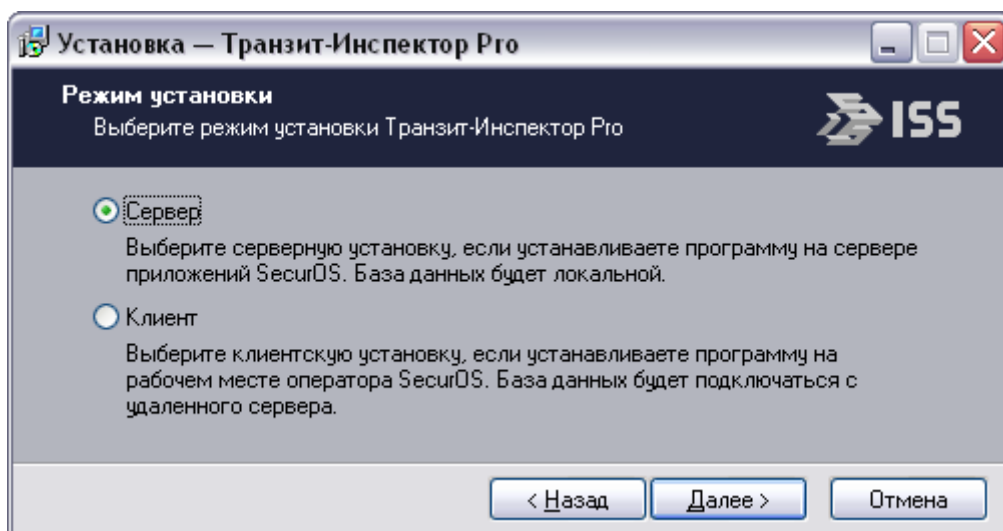 Установка — Транзит-Инспектор Pro
Режим установки
Выберите режим установки Транзит-Инспектор Pro
ISS
Сервер
Выберите серверную установку, если устанавливаете программу на сервере
приложений SecurOS. База данных будет локальной.
Клиент
Выберите клиентскую установку, если устанавливаете программу на
рабочем месте оператора SecurOS. База данных будет подключаться с
удаленного сервера.
< Назад Далее > Отмена